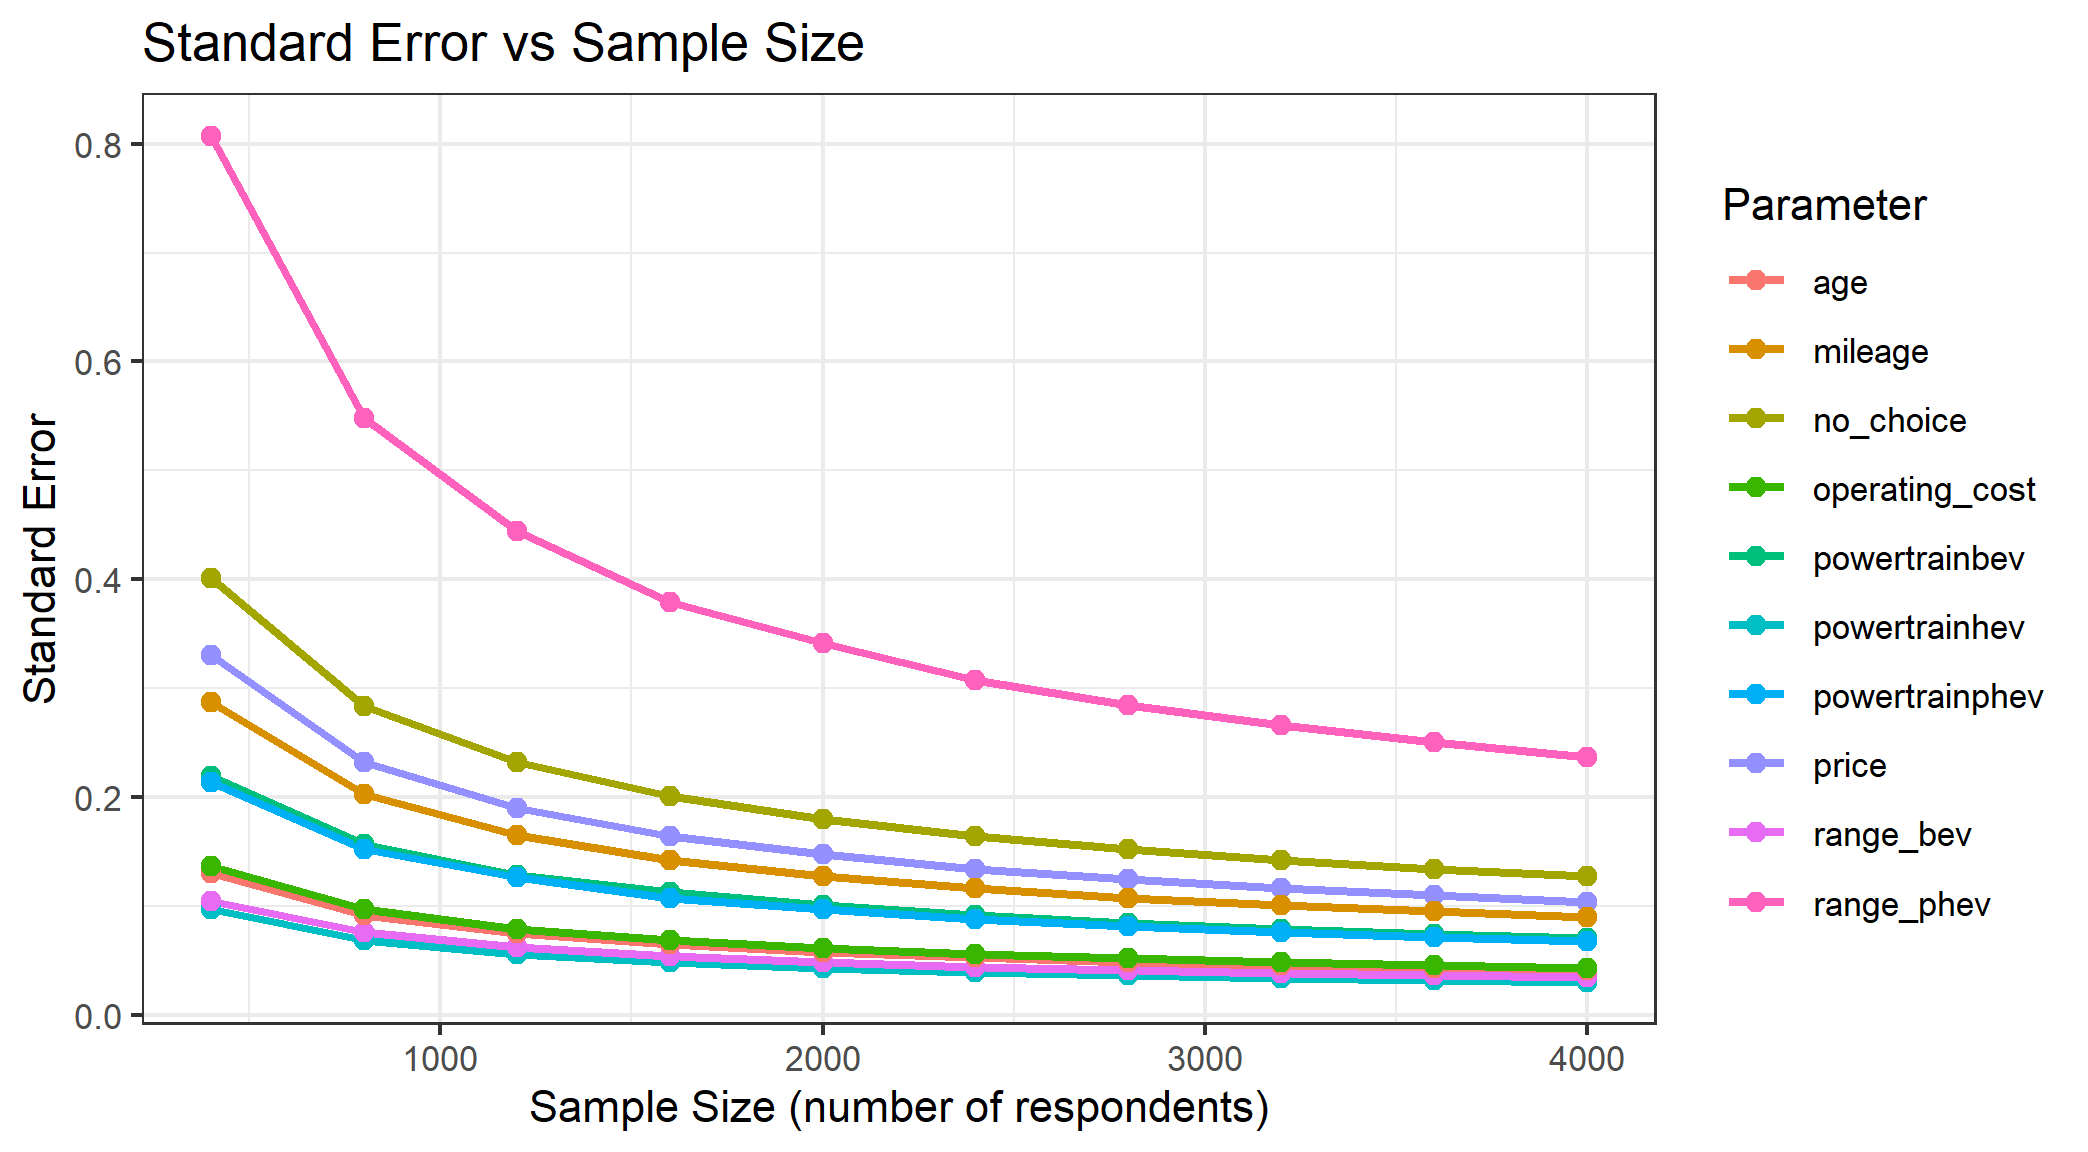 Standard Error vs Sample Size
Standard Error
0.8
0.6
0.4
0.2
0.0
1000 2000 3000 4000
Sample Size (number of respondents)
Parameter
age
mileage
no_choice
operating_cost
powertrainbev
powertrainhev
powertrainphev
price
range_bev
range_phev